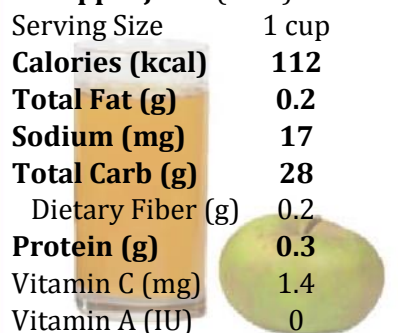 Serving Size 1 cup
Calories (kcal) 112
Total Fat (g) 0.2
Sodium (mg) 17
Total Carb (g) 28
Dietary Fiber (g) 0.2
Protein (g) 0.3
Vitamin C (mg) 1.4
Vitamin A (IU) 0